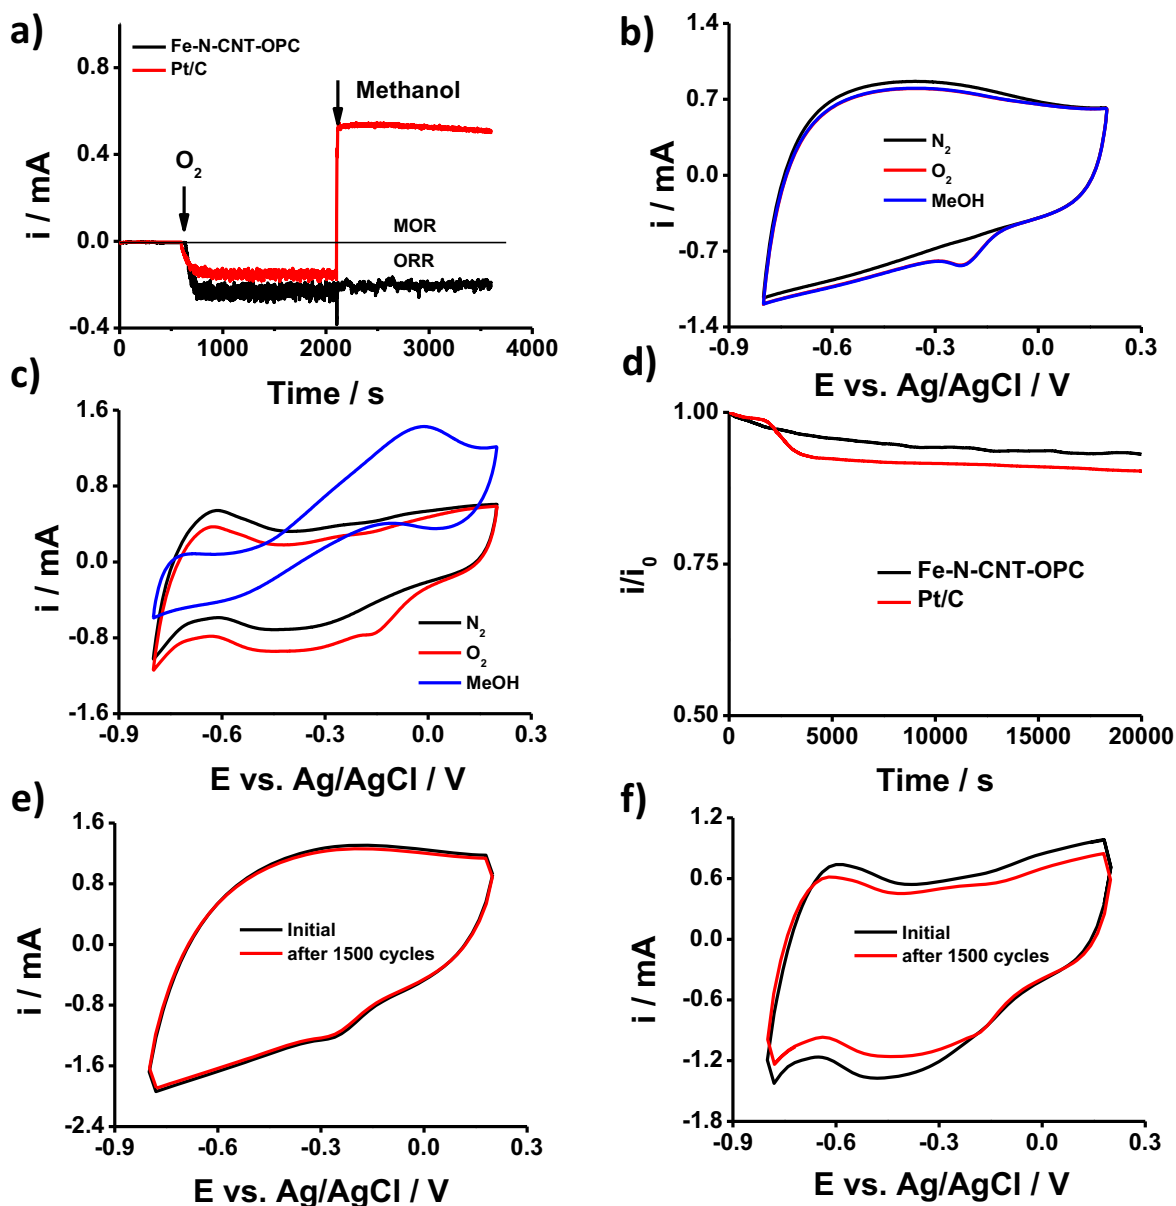 a)
Fe-N-CNT-OPC
Pt/C
O₂
Methanol
MOR
ORR
0.8
0.4
0.0
-0.4
0
1000
2000
3000
4000
i / mA
Time / s
b)
N₂
O₂
MeOH
1.4
0.7
0.0
-0.7
-1.4
-0.9
-0.6
-0.3
0.0
0.3
i / mA
E vs. Ag/AgCl / V
c)
1.6
0.8
0.0
-0.8
-1.6
N₂
O₂
MeOH
-0.9
-0.6
-0.3
0.0
0.3
i / mA
E vs. Ag/AgCl / V
d)
1.00
0.75
0.50
Fe-N-CNT-OPC
Pt/C
0
5000
10000
15000
20000
i/i₀
Time / s
e)
1.6
0.8
0.0
-0.8
-1.6
-2.4
Initial
after 1500 cycles
-0.9
-0.6
-0.3
0.0
0.3
i / mA
E vs. Ag/AgCl / V
f)
1.2
0.6
0.0
-0.6
-1.2
-1.8
Initial
after 1500 cycles
-0.9
-0.6
-0.3
0.0
0.3
i / mA
E vs. Ag/AgCl / V